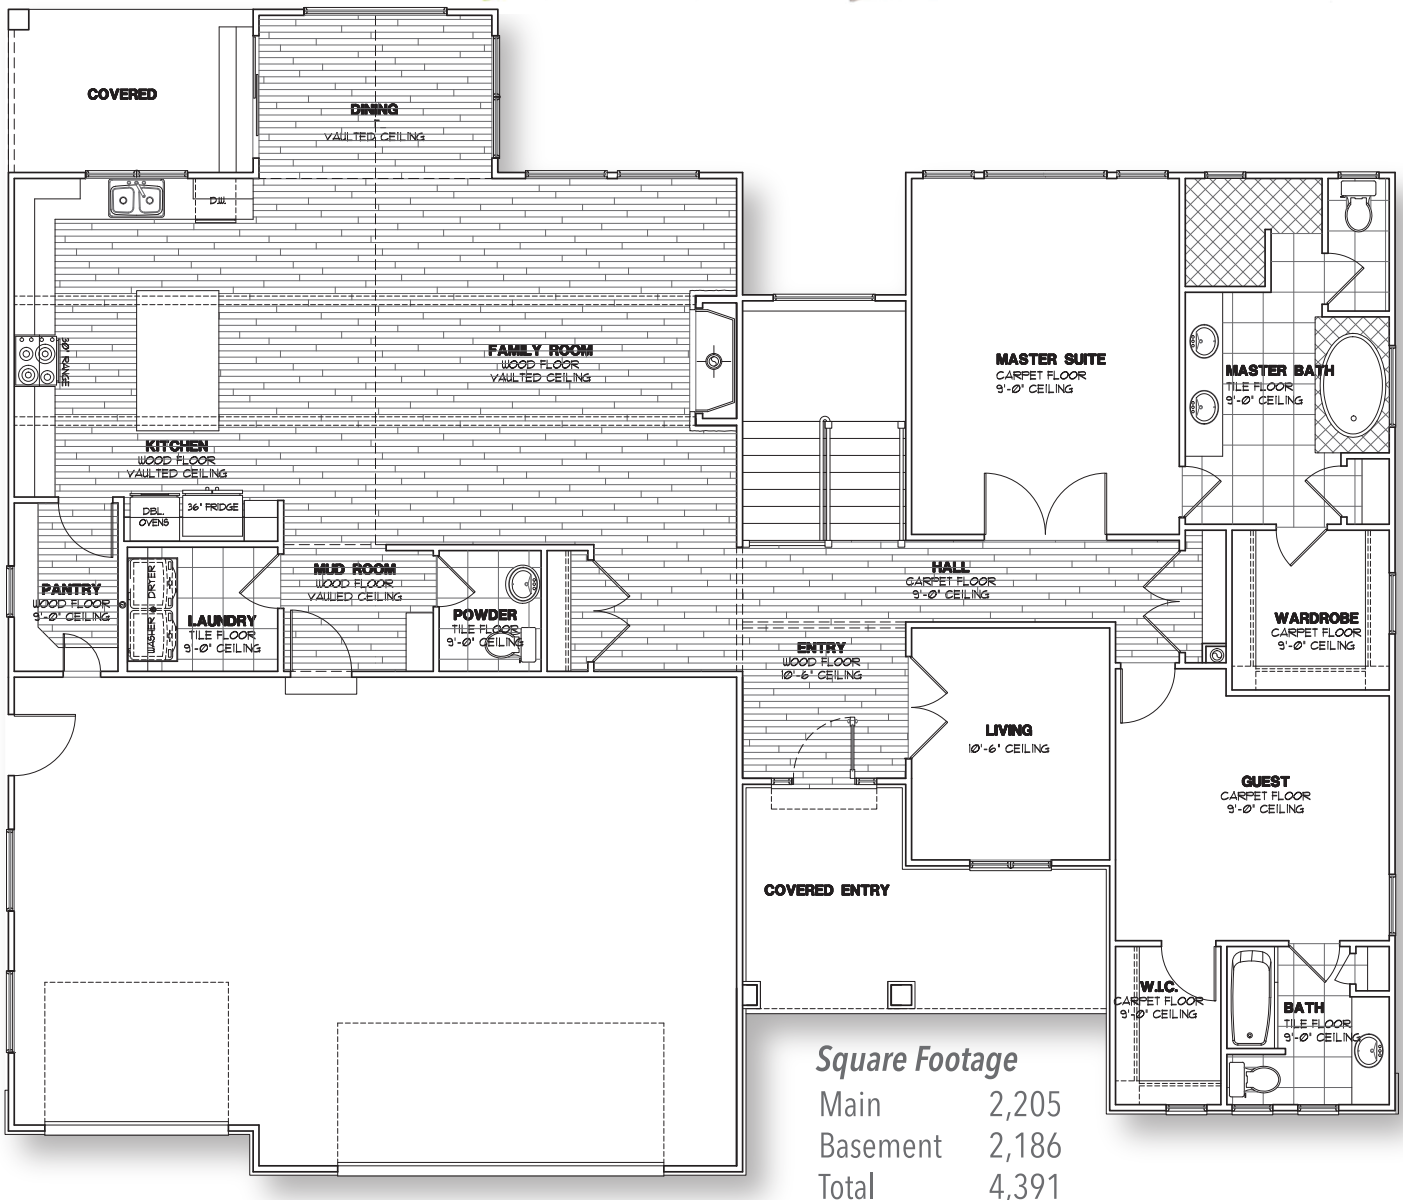 COVERED
DINING
VAULTED CEILING
D.W.
30" RANGE
FAMILY ROOM
WOOD FLOOR
VAULTED CEILING
MASTER SUITE
CARPET FLOOR
9'-0" CEILING
MASTER BATH
TILE FLOOR
9'-0" CEILING
KITCHEN
WOOD FLOOR
VAULTED CEILING
DBL.
OVENS
36" FRIDGE
PANTRY
WOOD FLOOR
9'-0" CEILING
DRYER
WASHER
LAUNDRY
TILE FLOOR
9'-0" CEILING
MUD ROOM
WOOD FLOOR
VAULIED CEILING
POWDER
TILE FLOOR
9'-0" CEILING
HALL
CARPET FLOOR
9'-0" CEILING
WARDROBE
CARPET FLOOR
9'-0" CEILING
ENTRY
WOOD FLOOR
10'-6" CEILING
LIVING
10'-6" CEILING
GUEST
CARPET FLOOR
9'-0" CEILING
COVERED ENTRY
W.I.C.
CARPET FLOOR
9'-0" CEILING
BATH
TILE FLOOR
9'-0" CEILING
Square Footage
Main 2,205
Basement 2,186
Total 4,391